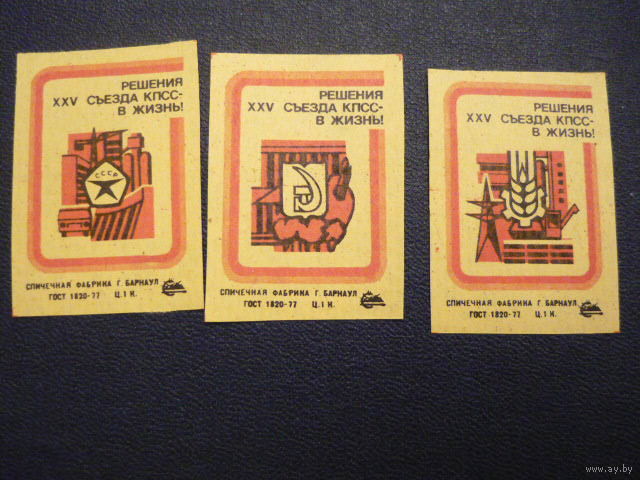 РЕШЕНИЯ
XXV СЪЕЗДА КПСС-
В ЖИЗНЬ!
СССР
СПИЧЕЧНАЯ ФАБРИКА Г. БАРНАУЛ
ГОСТ 1820-77 Ц. 1 К.
РЕШЕНИЯ
XXV СЪЕЗДА КПСС-
В ЖИЗНЬ!
СПИЧЕЧНАЯ ФАБРИКА Г. БАРНАУЛ
ГОСТ 1820-77 Ц. 1 К.
РЕШЕНИЯ
XXV СЪЕЗДА КПСС-
В ЖИЗНЬ!
СПИЧЕЧНАЯ ФАБРИКА Г. БАРНАУЛ
ГОСТ 1820-77 Ц. 1 К.
www.ay.by